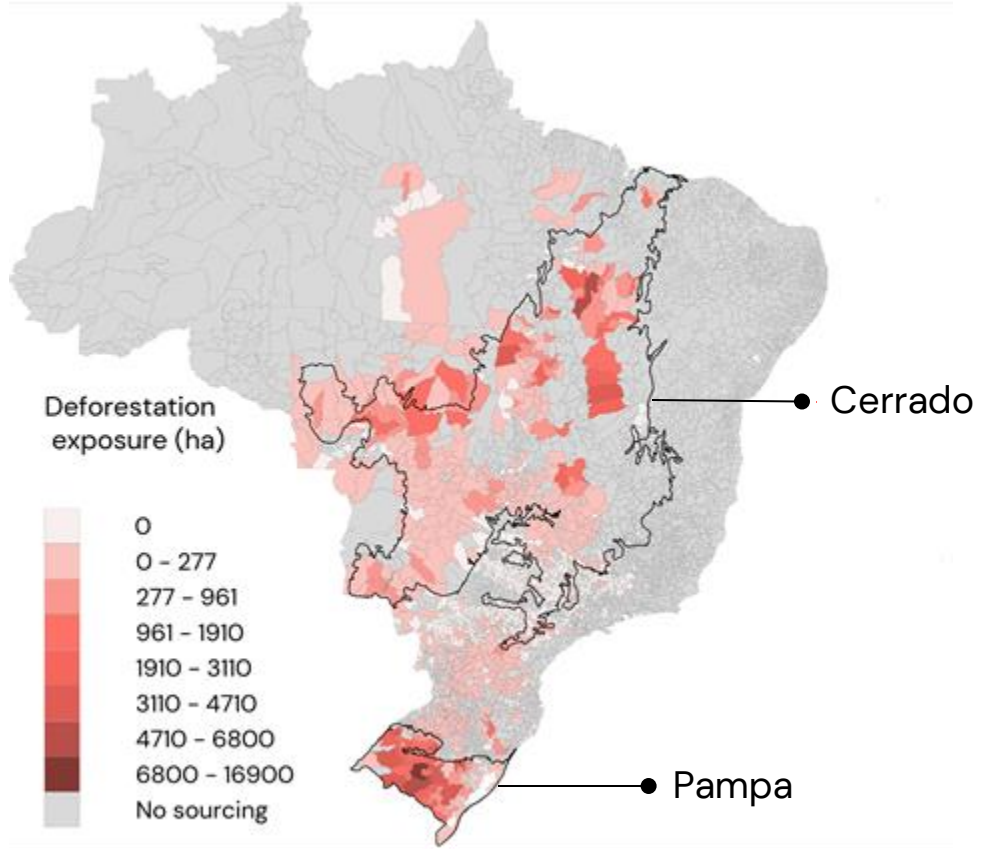 Cerrado
Deforestation
exposure (ha)
0
0 - 277
277 - 961
961 - 1910
1910 - 3110
3110 - 4710
4710 - 6800
6800 - 16900
No sourcing
Pampa